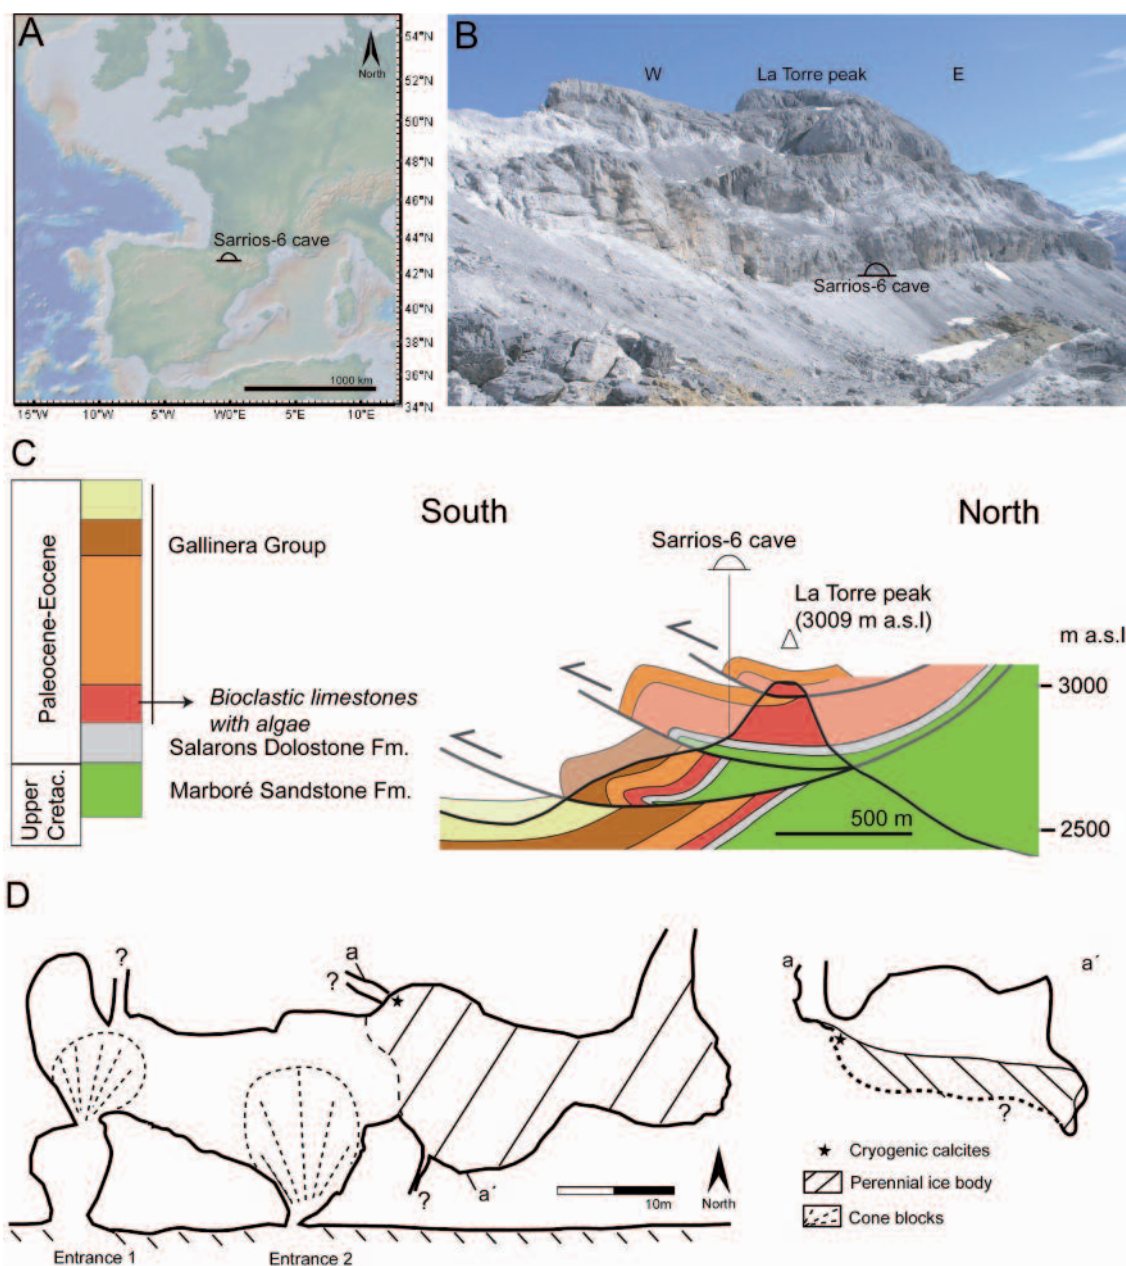 A
North
54°N
52°N
50°N
48°N
46°N
44°N
42°N
40°N
38°N
36°N
34°N
Sarrios-6 cave
1000 km
15°W
10°W
5°W
W0°E
5°E
10°E
B
W
La Torre peak
E
Sarrios-6 cave
C
Paleocene-Eocene
Upper
Cretac.
Gallinera Group
Bioclastic limestones
with algae
Salarons Dolostone Fm.
Marboré Sandstone Fm.
South
North
Sarrios-6 cave
La Torre peak
(3009 m a.s.l)
m a.s.l
3000
2500
500 m
D
?
a
?
?
a´
10m
North
Entrance 1
Entrance 2
a
a´
?
Cryogenic calcites
Perennial ice body
Cone blocks